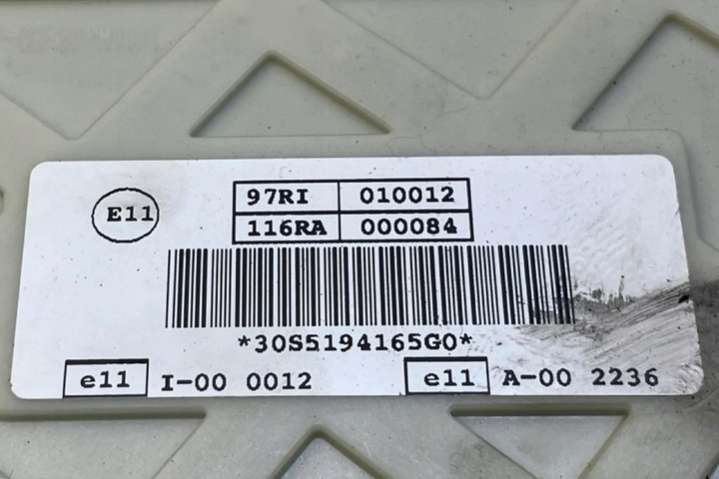 E11
97RI 010012
116RA 000084
*30S5194165G0*
e11 I-00 0012 e11 A-00 2236